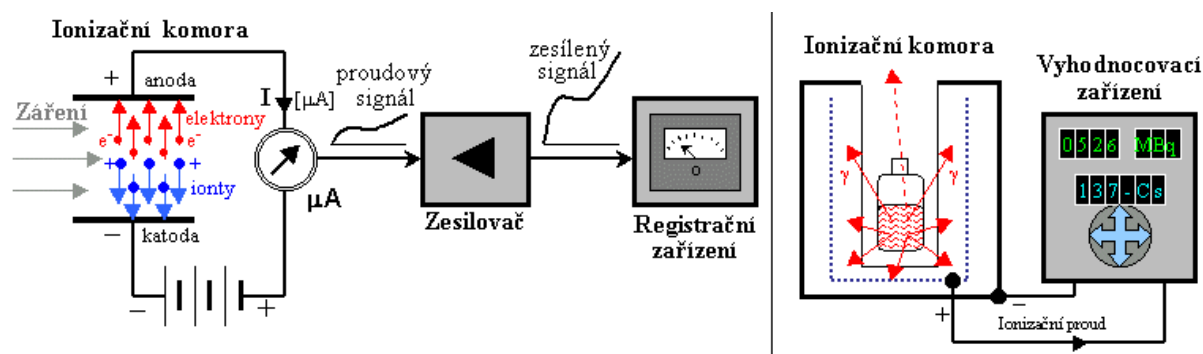 Ionizační komora
+
anoda
Záření
elektrony
e⁻
e⁻
+
+
ionty
−
katoda
−
+
I
[μA]
μA
proudový
signál
Zesilovač
zesílený
signál
0
Registrační
zařízení
Ionizační komora
γ
γ
+
−
Ionizační proud
Vyhodnocovací
zařízení
0526 MBq
137-Cs